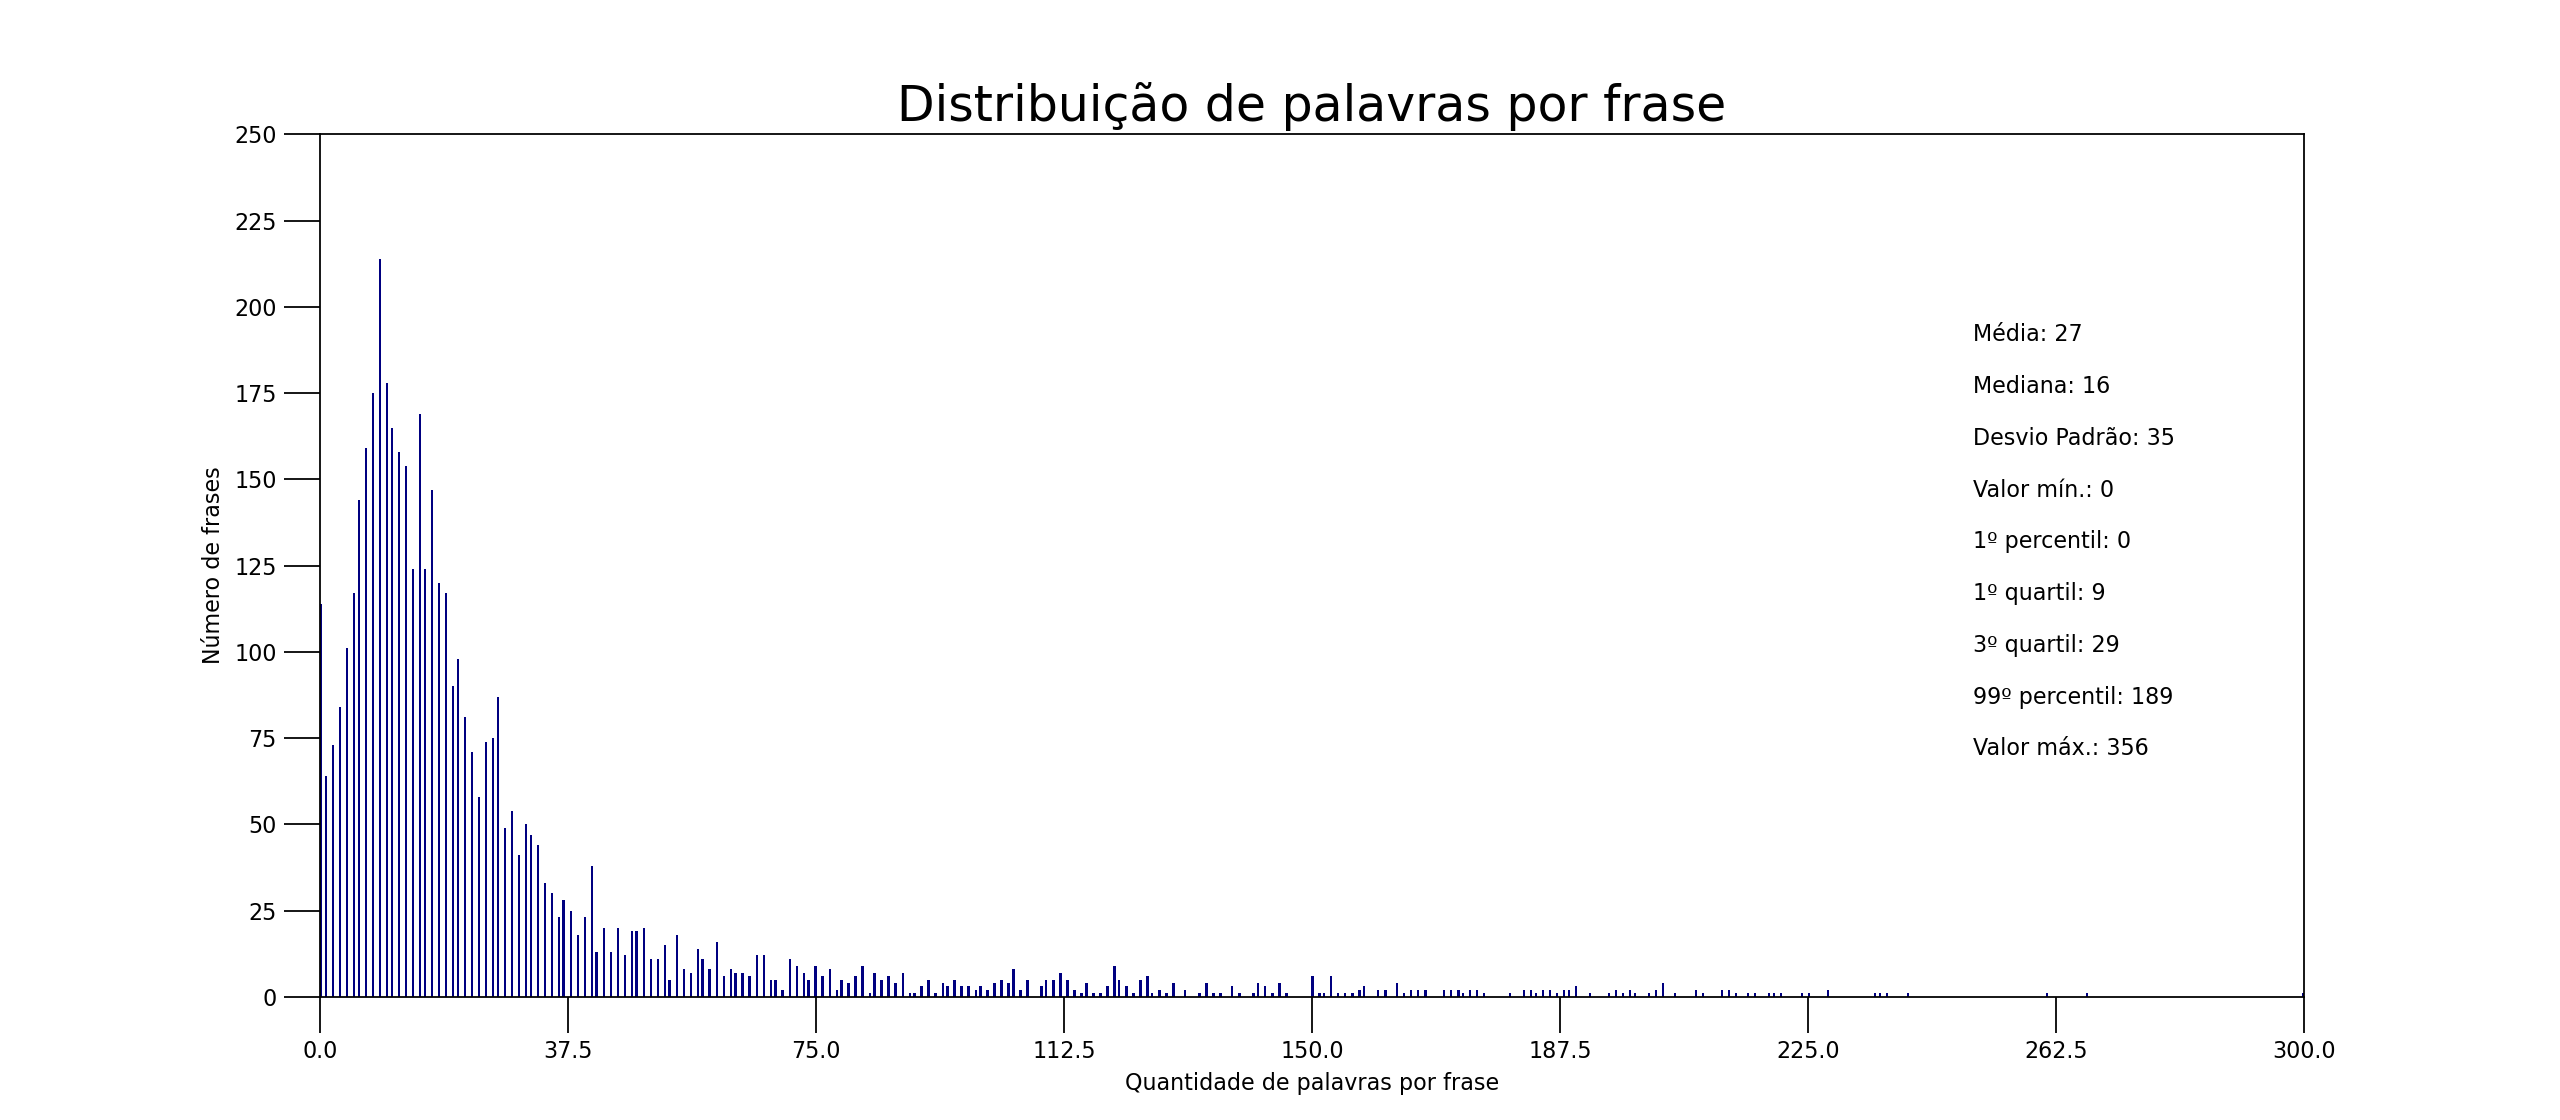 Distribuição de palavras por frase
250
225
200
175
150
125
100
75
50
25
0
Número de frases
Média: 27
Mediana: 16
Desvio Padrão: 35
Valor mín.: 0
1º percentil: 0
1º quartil: 9
3º quartil: 29
99º percentil: 189
Valor máx.: 356
0.0 37.5 75.0 112.5 150.0 187.5 225.0 262.5 300.0
Quantidade de palavras por frase